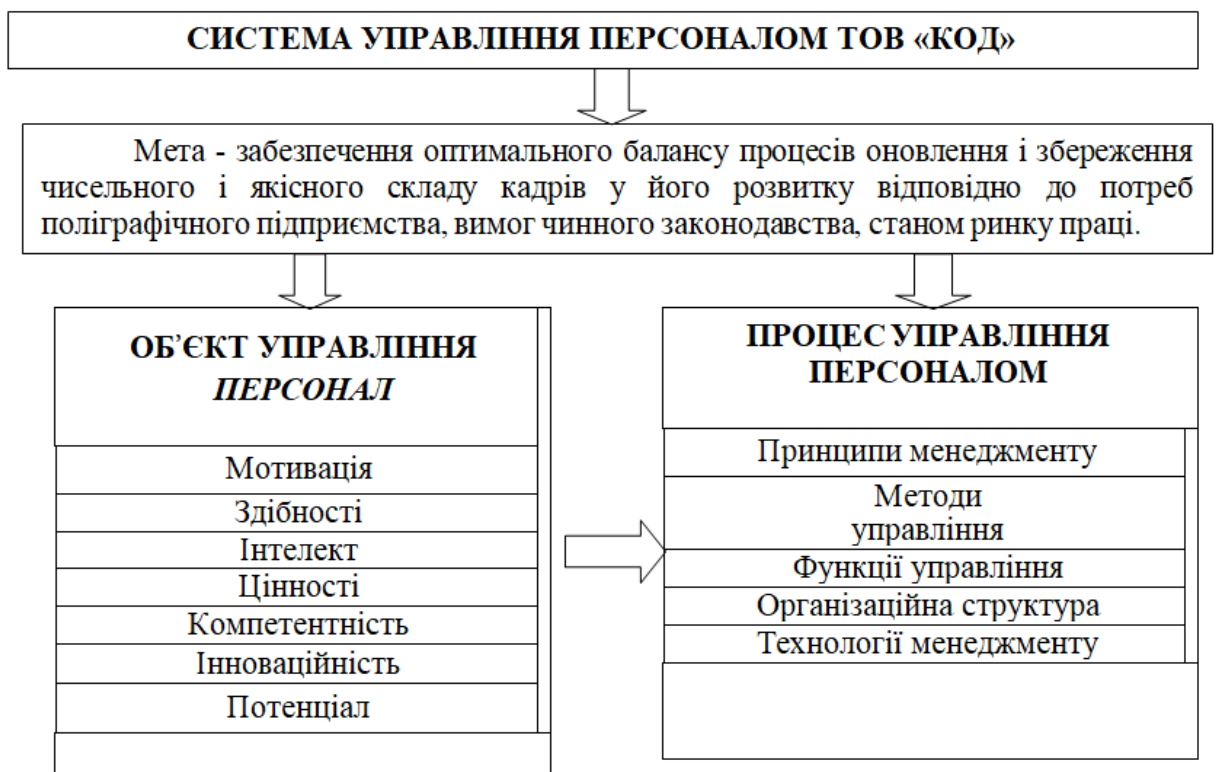 СИСТЕМА УПРАВЛІННЯ ПЕРСОНАЛОМ ТОВ «КОД»
Мета - забезпечення оптимального балансу процесів оновлення і збереження
чисельного і якісного складу кадрів у його розвитку відповідно до потреб
поліграфічного підприємства, вимог чинного законодавства, станом ринку праці.
ОБ’ЄКТ УПРАВЛІННЯ
ПЕРСОНАЛ
Мотивація
Здібності
Інтелект
Цінності
Компетентність
Інноваційність
Потенціал
ПРОЦЕС УПРАВЛІННЯ
ПЕРСОНАЛОМ
Принципи менеджменту
Методи
управління
Функції управління
Організаційна структура
Технології менеджменту